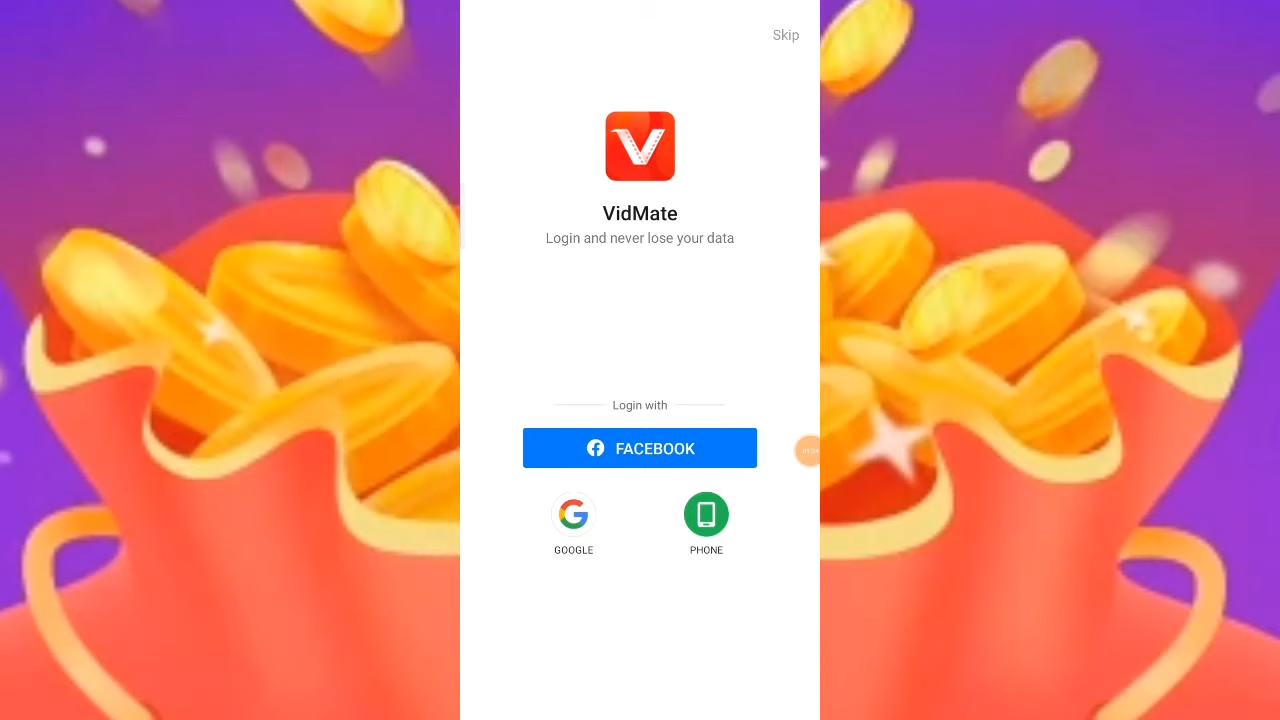 Skip
VidMate
Login and never lose your data
Login with
FACEBOOK
GOOGLE
PHONE